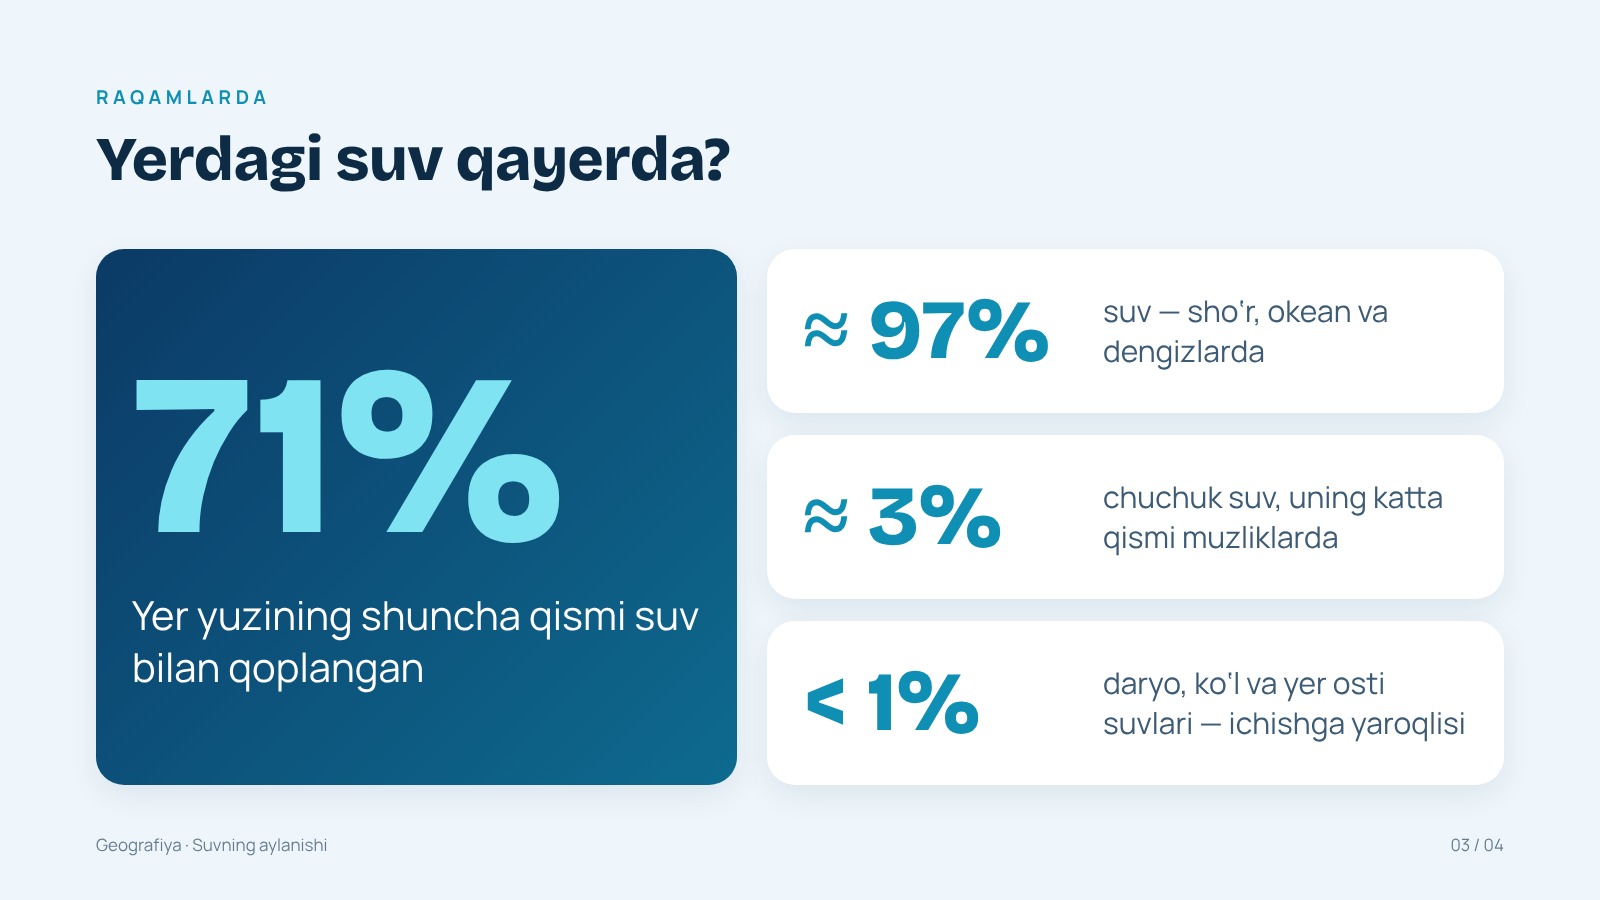 RAQAMLARDA
Yerdagi suv qayerda?
71%
Yer yuzining shuncha qismi suv
bilan qoplangan
≈ 97%
suv — sho‘r, okean va
dengizlarda
≈ 3%
chuchuk suv, uning katta
qismi muzliklarda
< 1%
daryo, ko‘l va yer osti
suvlari — ichishga yaroqlisi
Geografiya · Suvning aylanishi
03 / 04